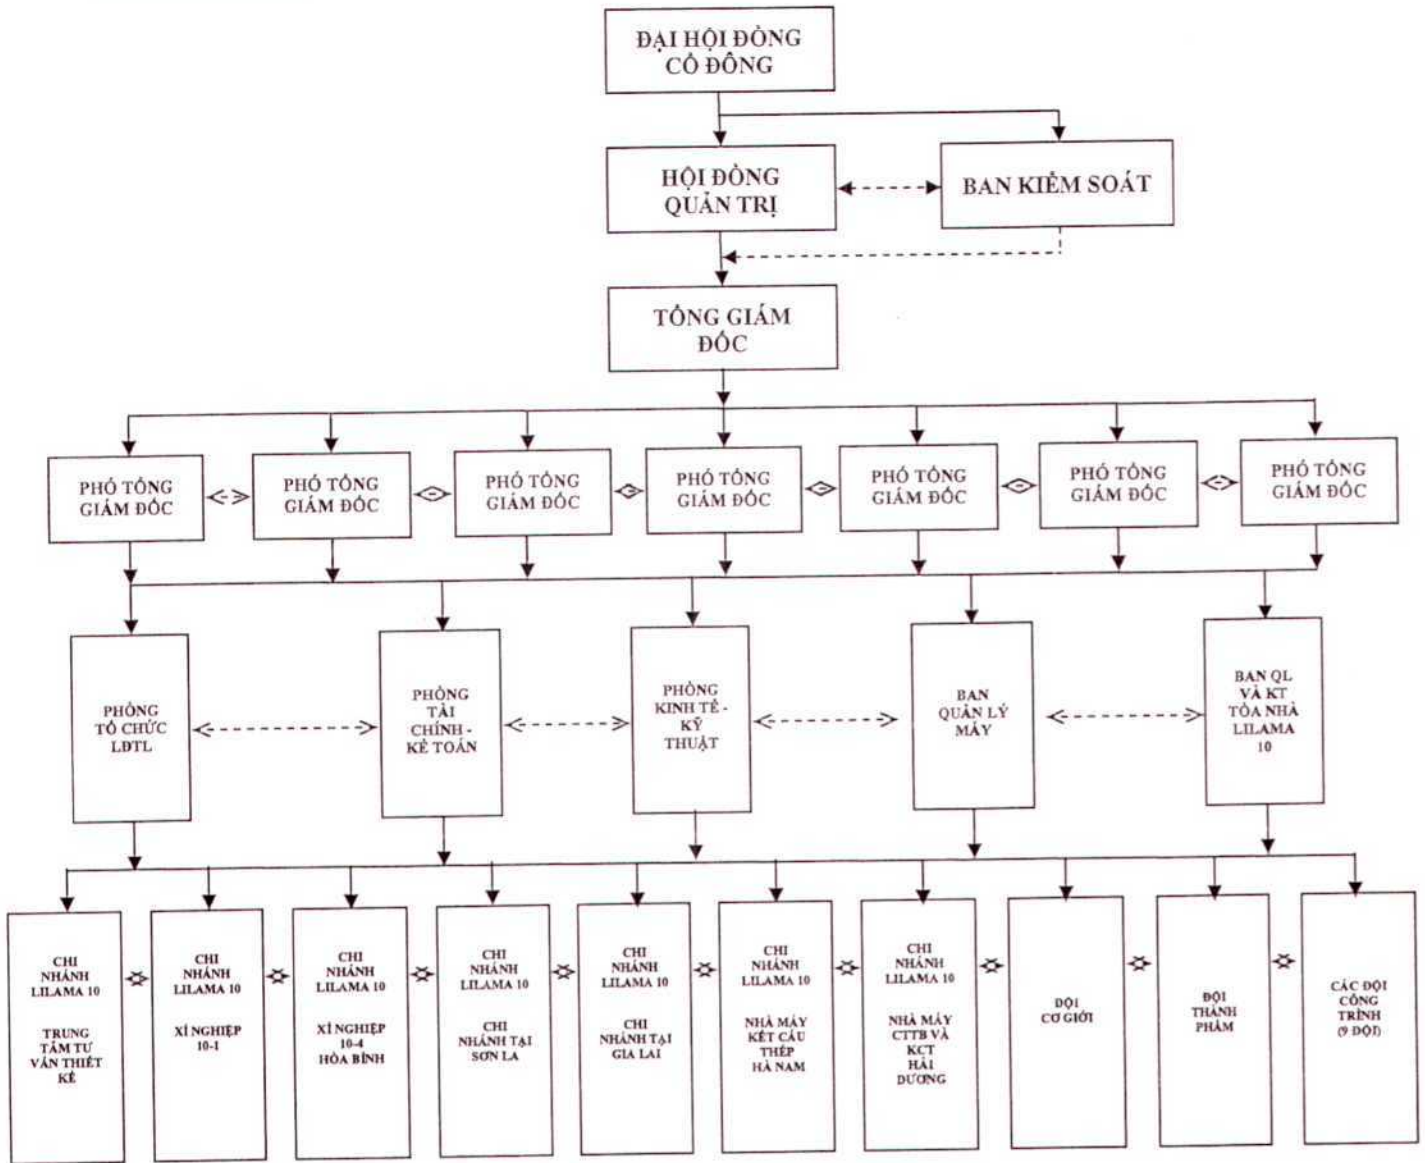 ĐẠI HỘI ĐỒNG
CỔ ĐÔNG
HỘI ĐỒNG
QUẢN TRỊ
BAN KIỂM SOÁT
TỔNG GIÁM
ĐỐC
PHÓ TỔNG
GIÁM ĐỐC
PHÓ TỔNG
GIÁM ĐỐC
PHÓ TỔNG
GIÁM ĐỐC
PHÓ TỔNG
GIÁM ĐỐC
PHÓ TỔNG
GIÁM ĐỐC
PHÓ TỔNG
GIÁM ĐỐC
PHÓ TỔNG
GIÁM ĐỐC
PHÒNG
TỔ CHỨC
LĐTL
PHÒNG
TÀI
CHÍNH -
KẾ TOÁN
PHÒNG
KINH TẾ -
KỸ
THUẬT
BAN
QUẢN LÝ
MÁY
BAN QL
VÀ KT
TÒA NHÀ
LILAMA
10
CHI
NHÁNH
LILAMA 10
TRUNG
TÂM TƯ
VẤN THIẾT
KẾ
CHI
NHÁNH
LILAMA 10
XÍ NGHIỆP
10-1
CHI
NHÁNH
LILAMA 10
XÍ NGHIỆP
10-4
HÒA BÌNH
CHI
NHÁNH
LILAMA 10
CHI
NHÁNH TẠI
SƠN LA
CHI
NHÁNH
LILAMA 10
CHI
NHÁNH TẠI
GIA LAI
CHI
NHÁNH
LILAMA 10
NHÀ MÁY
KẾT CẤU
THÉP
HÀ NAM
CHI
NHÁNH
LILAMA 10
NHÀ MÁY
CTTB VÀ
KCT
HẢI
DƯƠNG
ĐỘI
CƠ GIỚI
ĐỘI
THÀNH
PHẨM
CÁC ĐỘI
CÔNG
TRÌNH
(9 ĐỘI)